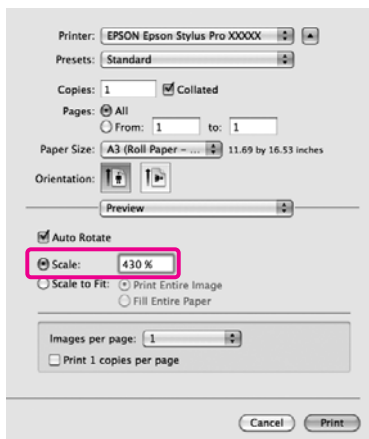 Printer: EPSON Epson Stylus Pro XXXXX
Presets: Standard
Copies: 1 Collated
Pages: All
From: 1 to: 1
Paper Size: A3 (Roll Paper – ... 11.69 by 16.53 inches
Orientation:
Preview
Auto Rotate
Scale: 430 %
Scale to Fit: Print Entire Image
Fill Entire Paper
Images per page: 1
Print 1 copies per page
Cancel Print